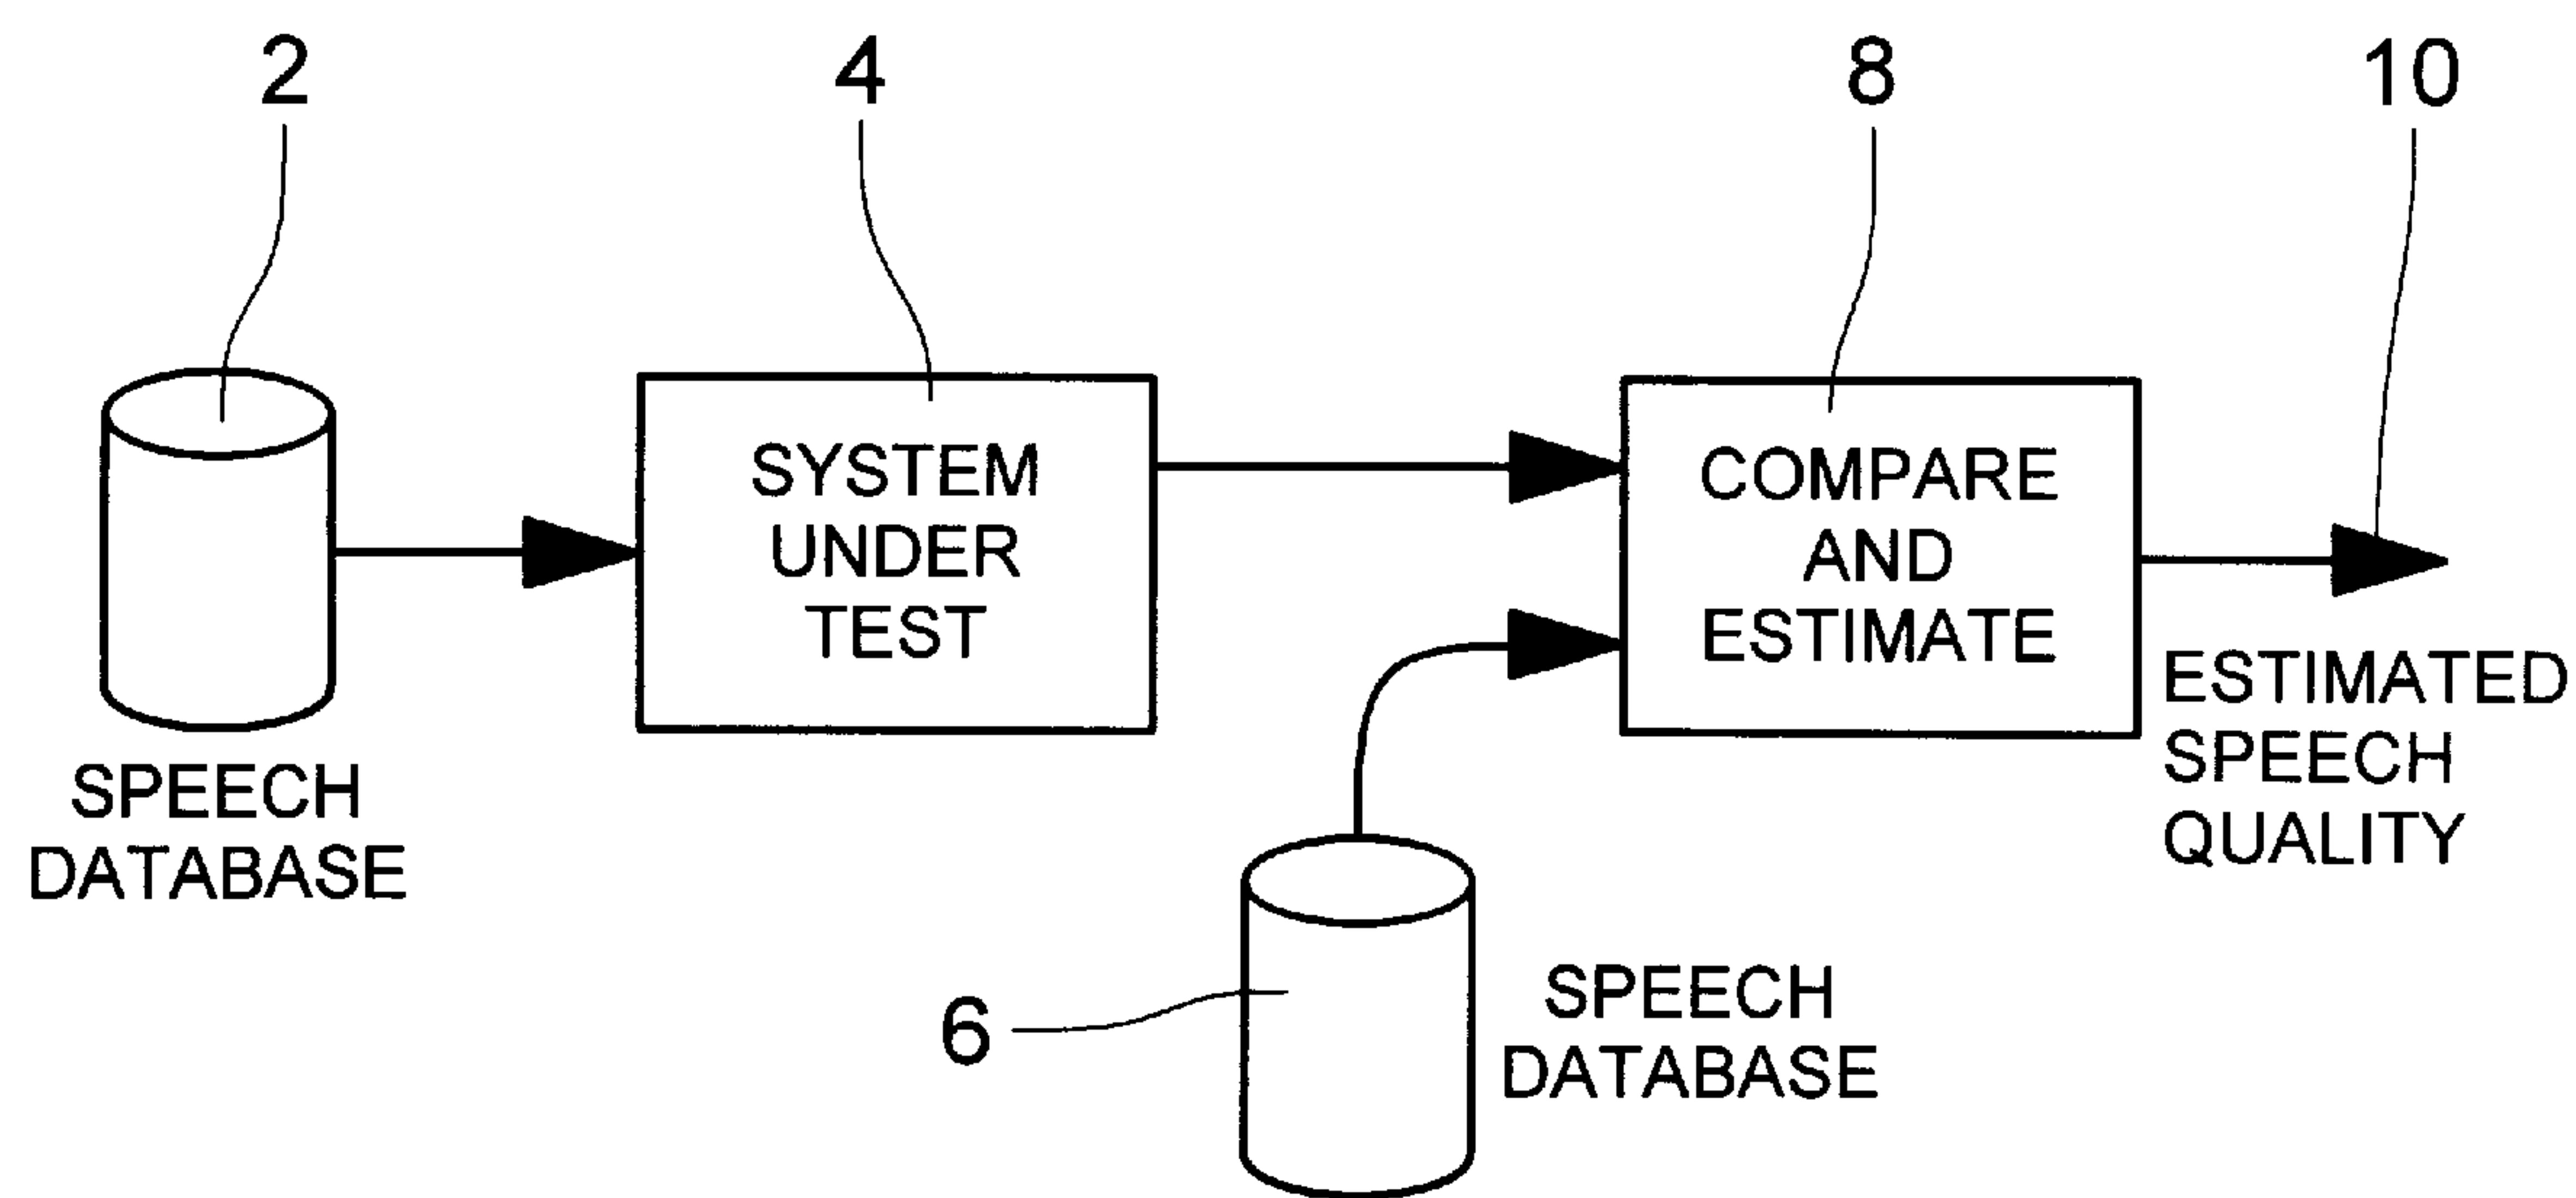 2
4
8
10
SYSTEM
UNDER
TEST
COMPARE
AND
ESTIMATE
SPEECH
DATABASE
ESTIMATED
SPEECH
QUALITY
6
SPEECH
DATABASE